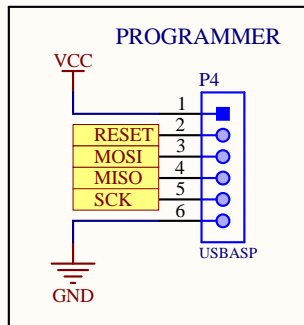 PROGRAMMER
VCC
P4
1
RESET 2
MOSI 3
MISO 4
SCK 5
6
USBASP
GND